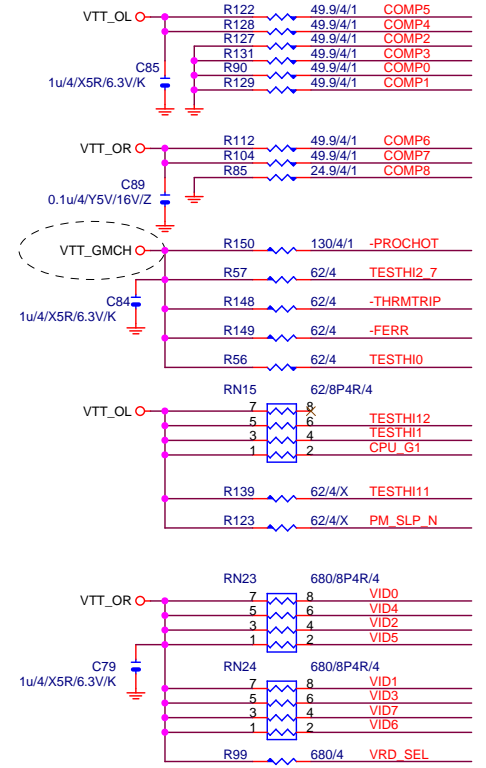 VTT_OL R122 49.9/4/1 COMP5
R128 49.9/4/1 COMP4
R127 49.9/4/1 COMP2
R131 49.9/4/1 COMP3
C85 R90 49.9/4/1 COMP0
1u/4/X5R/6.3V/K R129 49.9/4/1 COMP1
VTT_OR R112 49.9/4/1 COMP6
R104 49.9/4/1 COMP7
R85 24.9/4/1 COMP8
C89
0.1u/4/Y5V/16V/Z
VTT_GMCH R150 130/4/1 -PROCHOT
R57 62/4 TESTHI2_7
C84 R148 62/4 -THRMTRIP
1u/4/X5R/6.3V/K
R149 62/4 -FERR
R56 62/4 TESTHI0
RN15 62/8P4R/4
VTT_OL 7 8
5 6 TESTHI12
3 4 TESTHI1
1 2 CPU_G1
R139 62/4/X TESTHI11
R123 62/4/X PM_SLP_N
RN23 680/8P4R/4
VTT_OR 7 8 VID0
5 6 VID4
3 4 VID2
1 2 VID5
C79 RN24 680/8P4R/4
1u/4/X5R/6.3V/K 7 8 VID1
5 6 VID3
3 4 VID7
1 2 VID6
R99 680/4 VRD_SEL